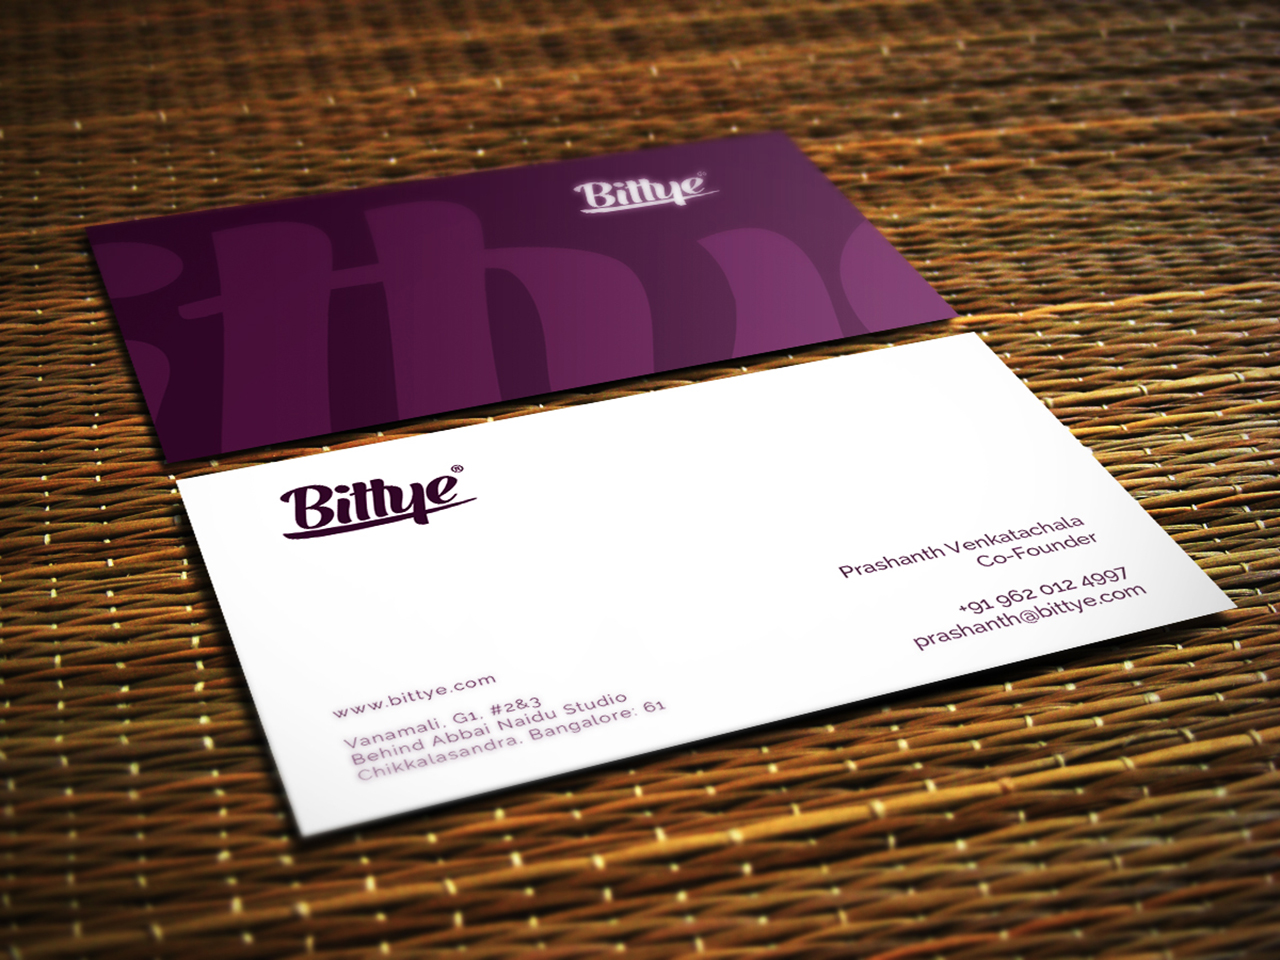 Bittye®
Bittye®
Prashanth Venkatachala
Co-Founder
+91 962 012 4997
prashanth@bittye.com
www.bittye.com
Vanamali, G1, #2&3
Behind Abbai Naidu Studio
Chikkalasandra, Bangalore: 61